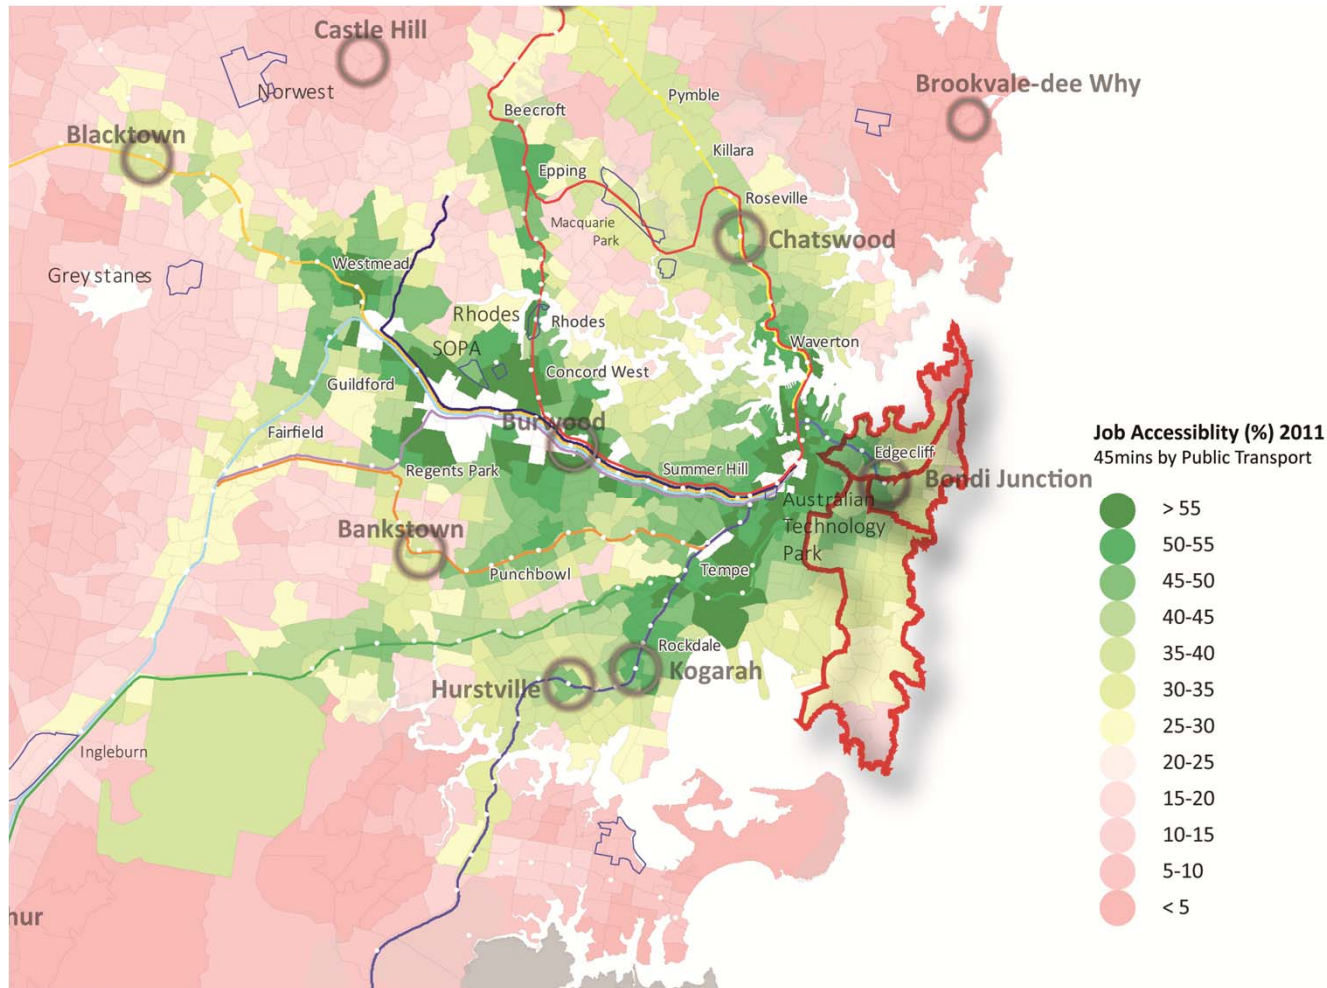 Castle Hill
Norwest
Brookvale-dee Why
Pymble
Beecroft
Blacktown
Killara
Epping
Roseville
Macquarie
Park
Chatswood
Westmead
Greystanes
Rhodes
Rhodes
SOPA
Waverton
Concord West
Guildford
Burwood
Fairfield
Regents Park
Summer Hill
Edgecliff
Bondi Junction
Australian
Technology
Park
Bankstown
Punchbowl
Tempe
Rockdale
Kogarah
Hurstville
Ingleburn
hur
Job Accessiblity (%) 2011
45mins by Public Transport
> 55
50-55
45-50
40-45
35-40
30-35
25-30
20-25
15-20
10-15
5-10
< 5